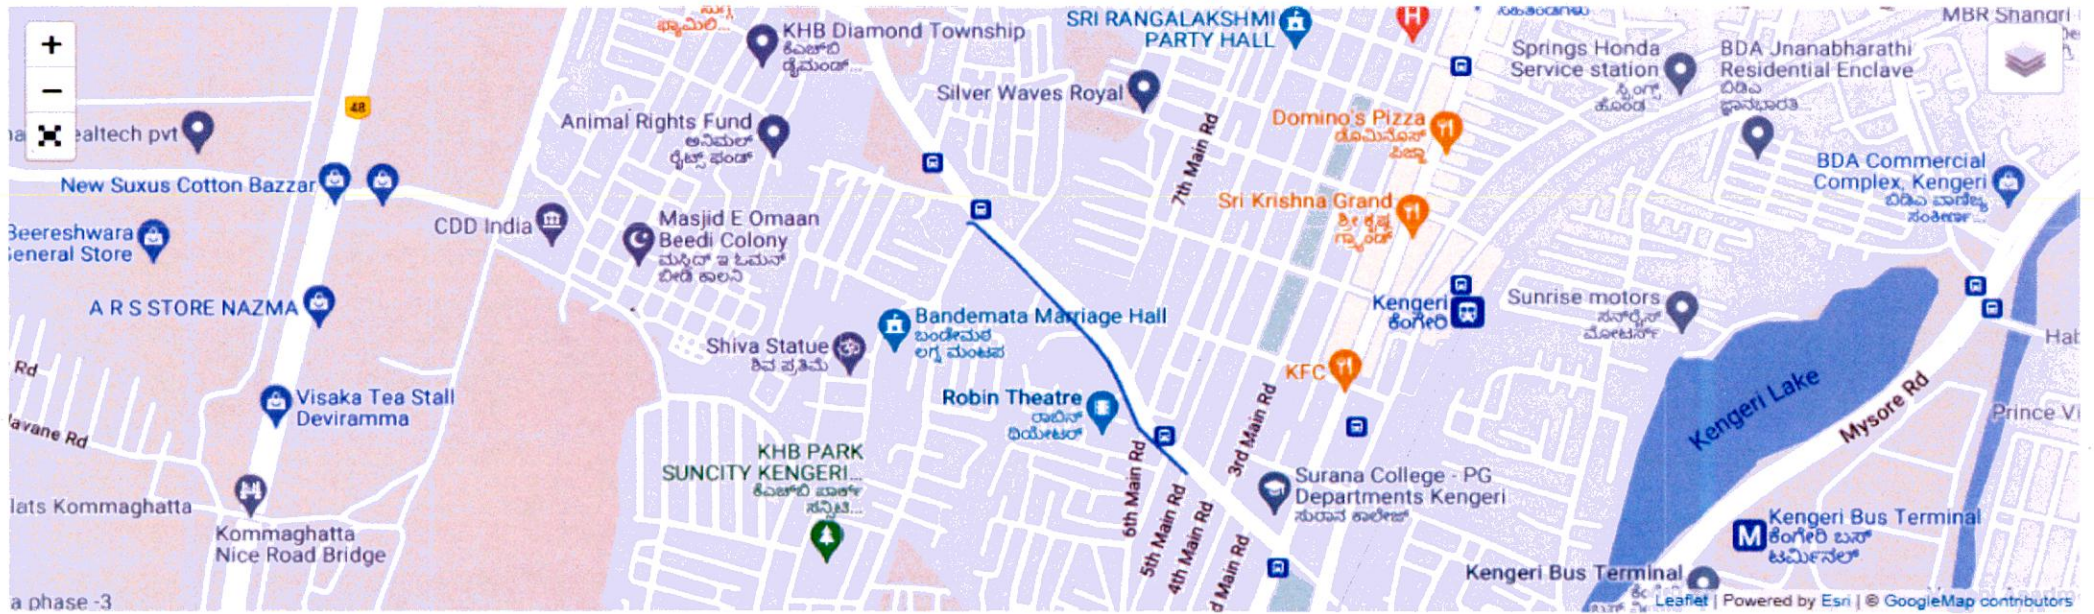 +
−
48
ealtech pvt
New Suxus Cotton Bazzar
Beereshwara
General Store
A R S STORE NAZMA
Visaka Tea Stall
Deviramma
Rd
avane Rd
lats Kommaghatta
Kommaghatta
Nice Road Bridge
a phase -3
KHB Diamond Township
ಕೆಎಚ್‌ಬಿ
ಡೈಮಂಡ್...
Animal Rights Fund
ಅನಿಮಲ್
ರೈಟ್ಸ್ ಫಂಡ್
CDD India
Masjid E Omaan
Beedi Colony
ಮಸ್ಜಿದ್ ಇ ಓಮನ್
ಬೀಡಿ ಕಾಲನಿ
Shiva Statue
ಶಿವ ಪ್ರತಿಮೆ
Bandemata Marriage Hall
ಬಂಡೇಮಠ
ಲಗ್ನ ಮಂಟಪ
Robin Theatre
ರಾಬಿನ್
ಥಿಯೇಟರ್
KHB PARK
SUNCITY KENGERI...
ಕೆಎಚ್‌ಬಿ ಪಾರ್ಕ್
ಸನ್ಸಿಟಿ...
SRI RANGALAKSHMI
PARTY HALL
H
Silver Waves Royal
7th Main Rd
Domino's Pizza
ಡೊಮಿನೊಸ್
ಪಿಜ್ಜಾ
Sri Krishna Grand
ಶ್ರೀ ಕೃಷ್ಣ
ಗ್ರ್ಯಾಂಡ್
Kengeri
ಕೆಂಗೇರಿ
KFC
3rd Main Rd
6th Main Rd
5th Main Rd
4th Main Rd
d Main Rd
Surana College - PG
Departments Kengeri
ಸುರಾನ ಕಾಲೇಜ್
Springs Honda
Service station
ಸ್ಪ್ರಿಂಗ್ಸ್
ಹೊಂಡ
BDA Jnanabharathi
Residential Enclave
ಬಿಡಿಎ
ಜ್ಞಾನಭಾರತಿ...
MBR Shangri
BDA Commercial
Complex, Kengeri
ಬಿಡಿಎ ವಾಣಿಜ್ಯ
ಸಂಕೀರ್ಣ...
Sunrise motors
ಸನ್‌ರೈಸ್
ಮೋಟರ್ಸ್
Kengeri Lake
Mysore Rd
Hab
Prince Vi
M
Kengeri Bus Terminal
ಕೆಂಗೇರಿ ಬಸ್
ಟರ್ಮಿನಲ್
Kengeri Bus Terminal
Leaflet | Powered by Esri | © GoogleMap contributors